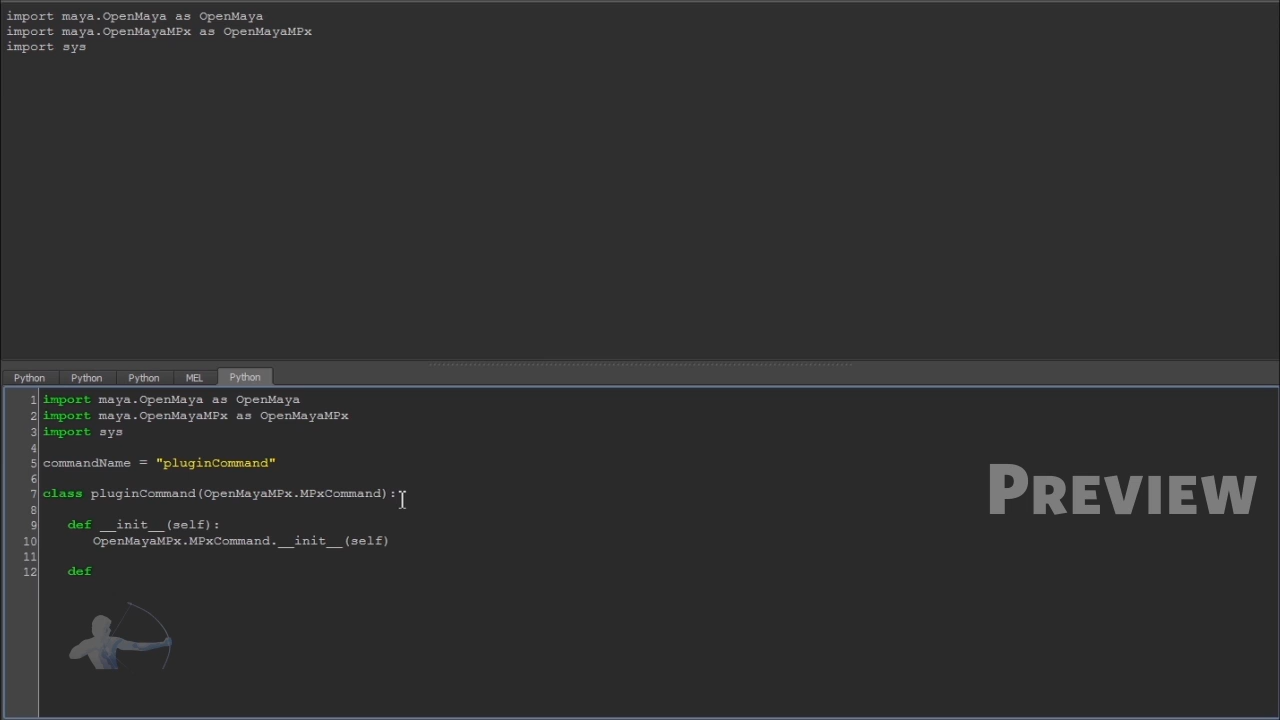 import maya.OpenMaya as OpenMaya
import maya.OpenMayaMPx as OpenMayaMPx
import sys
Python Python Python MEL Python
1 import maya.OpenMaya as OpenMaya
2 import maya.OpenMayaMPx as OpenMayaMPx
3 import sys
4
5 commandName = "pluginCommand"
6
7 class pluginCommand(OpenMayaMPx.MPxCommand):
8
9 def __init__(self):
10 OpenMayaMPx.MPxCommand.__init__(self)
11
12 def
PREVIEW